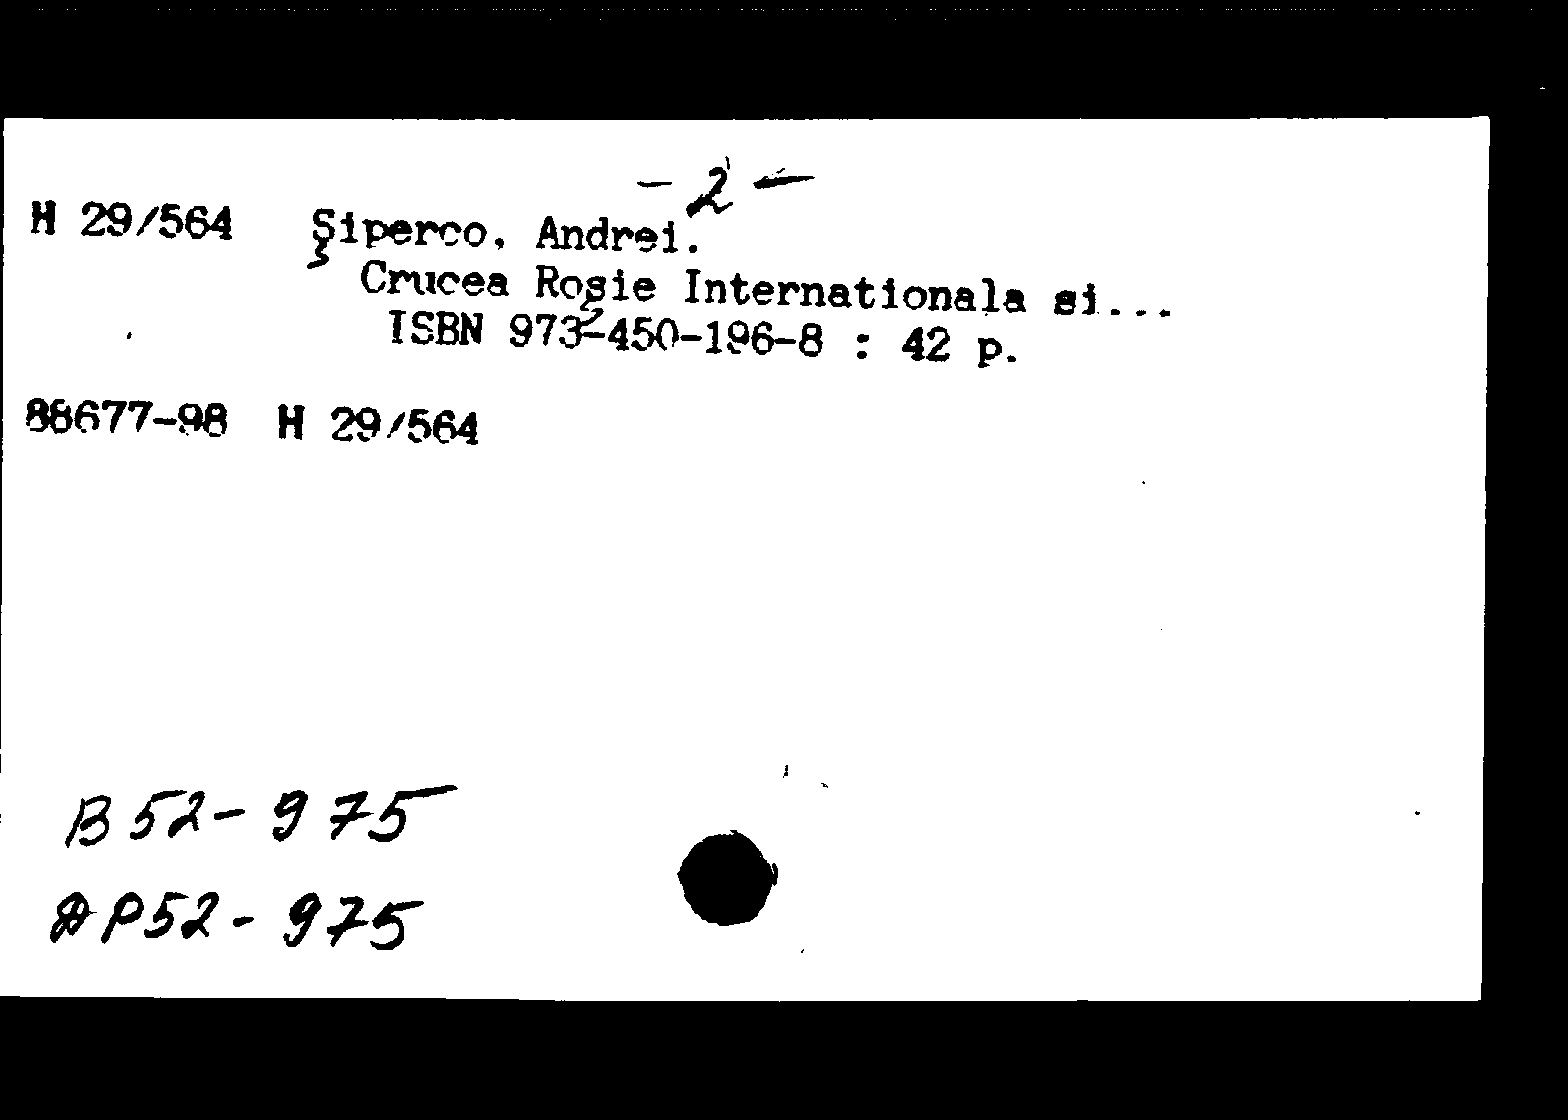 - 2 -
H 29/564 Şiperco, Andrei.
Crucea Roşie Internationala si...
ISBN 973-450-196-8 : 42 p.
88677-98 H 29/564
B 52-975
AP52-975